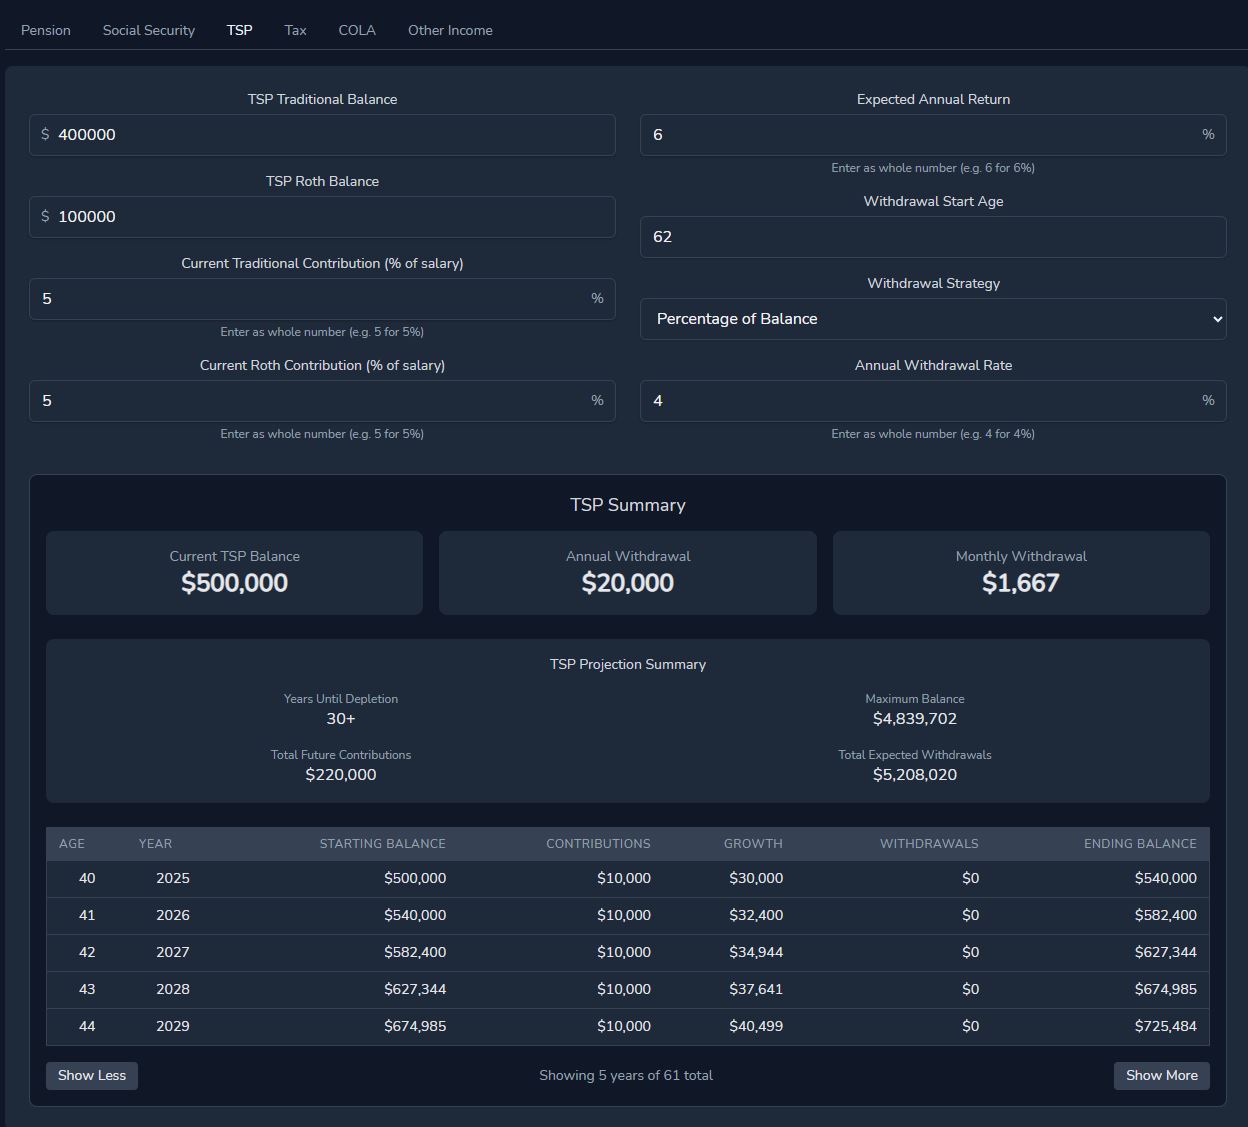 Pension Social Security TSP Tax COLA Other Income
TSP Traditional Balance
$ 400000
TSP Roth Balance
$ 100000
Current Traditional Contribution (% of salary)
5 %
Enter as whole number (e.g. 5 for 5%)
Current Roth Contribution (% of salary)
5 %
Enter as whole number (e.g. 5 for 5%)
Expected Annual Return
6 %
Enter as whole number (e.g. 6 for 6%)
Withdrawal Start Age
62
Withdrawal Strategy
Percentage of Balance
Annual Withdrawal Rate
4 %
Enter as whole number (e.g. 4 for 4%)
TSP Summary
Current TSP Balance
$500,000
Annual Withdrawal
$20,000
Monthly Withdrawal
$1,667
TSP Projection Summary
Years Until Depletion
30+
Maximum Balance
$4,839,702
Total Future Contributions
$220,000
Total Expected Withdrawals
$5,208,020
AGE YEAR STARTING BALANCE CONTRIBUTIONS GROWTH WITHDRAWALS ENDING BALANCE
40 2025 $500,000 $10,000 $30,000 $0 $540,000
41 2026 $540,000 $10,000 $32,400 $0 $582,400
42 2027 $582,400 $10,000 $34,944 $0 $627,344
43 2028 $627,344 $10,000 $37,641 $0 $674,985
44 2029 $674,985 $10,000 $40,499 $0 $725,484
Show Less Showing 5 years of 61 total Show More